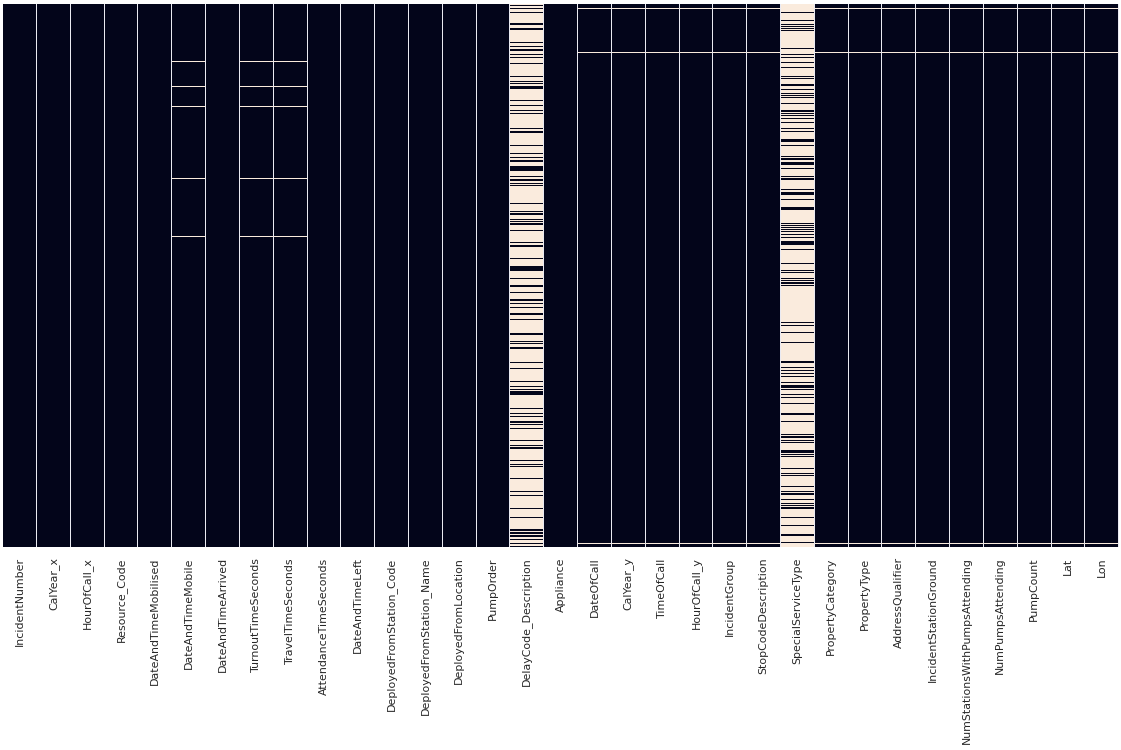 IncidentNumber
CalYear_x
HourOfCall_x
Resource_Code
DateAndTimeMobilised
DateAndTimeMobile
DateAndTimeArrived
TurnoutTimeSeconds
TravelTimeSeconds
AttendanceTimeSeconds
DateAndTimeLeft
DeployedFromStation_Code
DeployedFromStation_Name
DeployedFromLocation
PumpOrder
DelayCode_Description
Appliance
DateOfCall
CalYear_y
TimeOfCall
HourOfCall_y
IncidentGroup
StopCodeDescription
SpecialServiceType
PropertyCategory
PropertyType
AddressQualifier
IncidentStationGround
NumStationsWithPumpsAttending
NumPumpsAttending
PumpCount
Lat
Lon